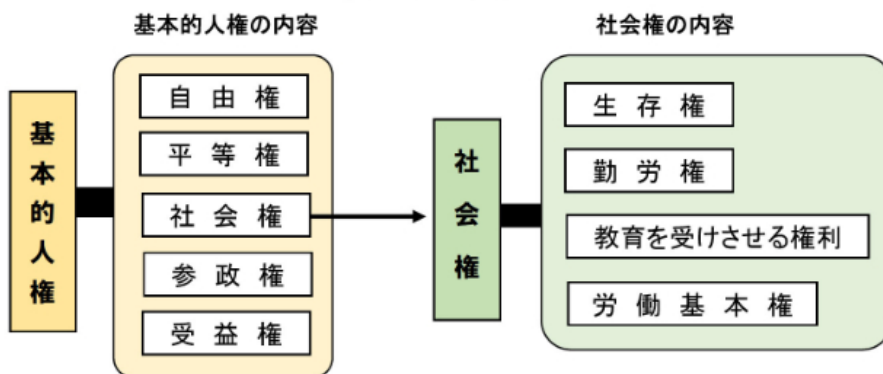 基本的人権の内容
基本的人権
自由権
平等権
社会権
参政権
受益権
社会権の内容
社会権
生存権
勤労権
教育を受けさせる権利
労働基本権